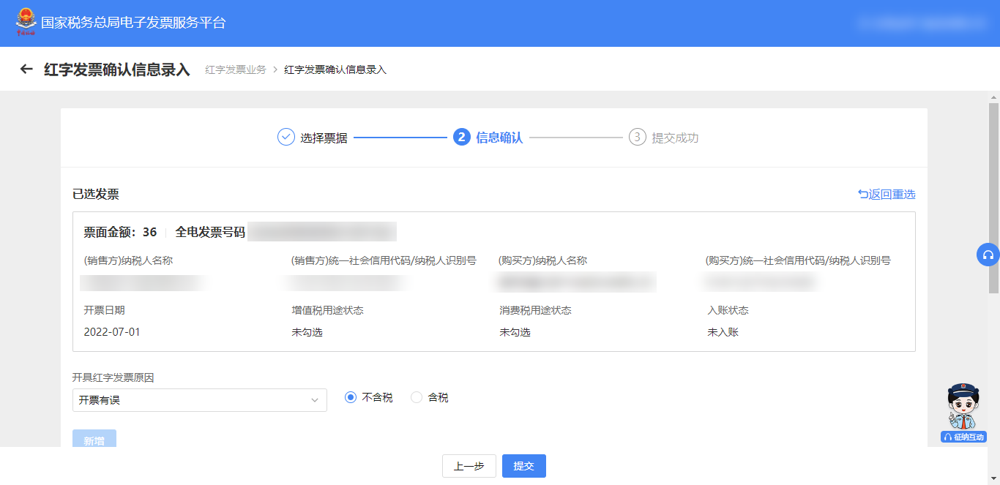 国家税务总局电子发票服务平台
红字发票确认信息录入 红字发票业务 > 红字发票确认信息录入
选择票据 2 信息确认 3 提交成功
已选发票 返回重选
票面金额：36 全电发票号码
(销售方)纳税人名称 (销售方)统一社会信用代码/纳税人识别号 (购买方)纳税人名称 (购买方)统一社会信用代码/纳税人识别号
开票日期 增值税用途状态 消费税用途状态 入账状态
2022-07-01 未勾选 未勾选 未入账
开具红字发票原因
开票有误 不含税 含税
征纳互动
新增
上一步 提交